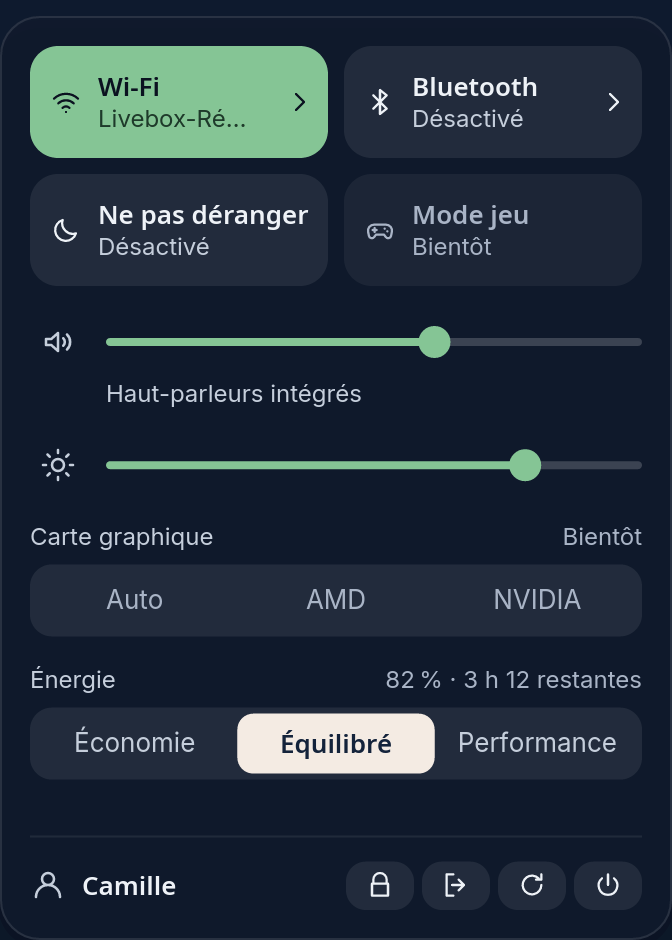 Wi-Fi
Livebox-Ré...
Bluetooth
Désactivé
Ne pas déranger
Désactivé
Mode jeu
Bientôt
Haut-parleurs intégrés
Carte graphique
Bientôt
Auto
AMD
NVIDIA
Énergie
82 % · 3 h 12 restantes
Économie
Équilibré
Performance
Camille